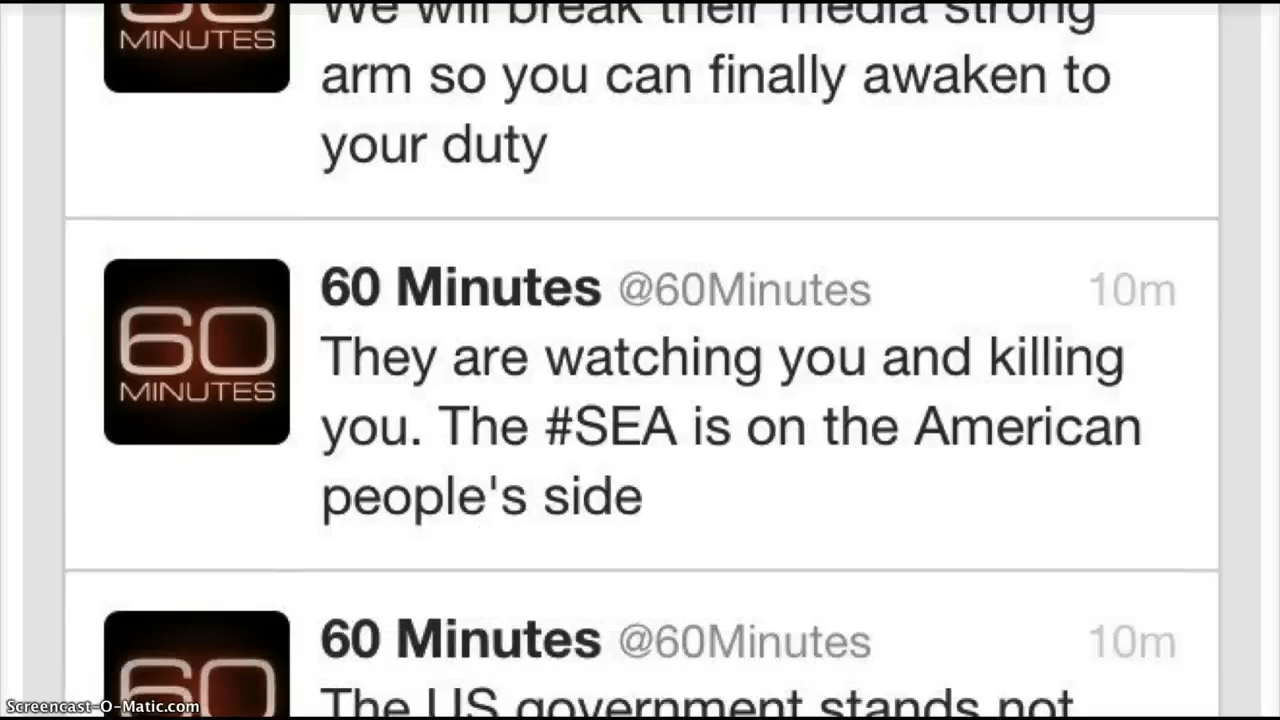 60
MINUTES
We will break their media strong
arm so you can finally awaken to
your duty
60
MINUTES
60 Minutes @60Minutes 10m
They are watching you and killing
you. The #SEA is on the American
people's side
60
60 Minutes @60Minutes 10m
The US government stands not
Screencast-O-Matic.com